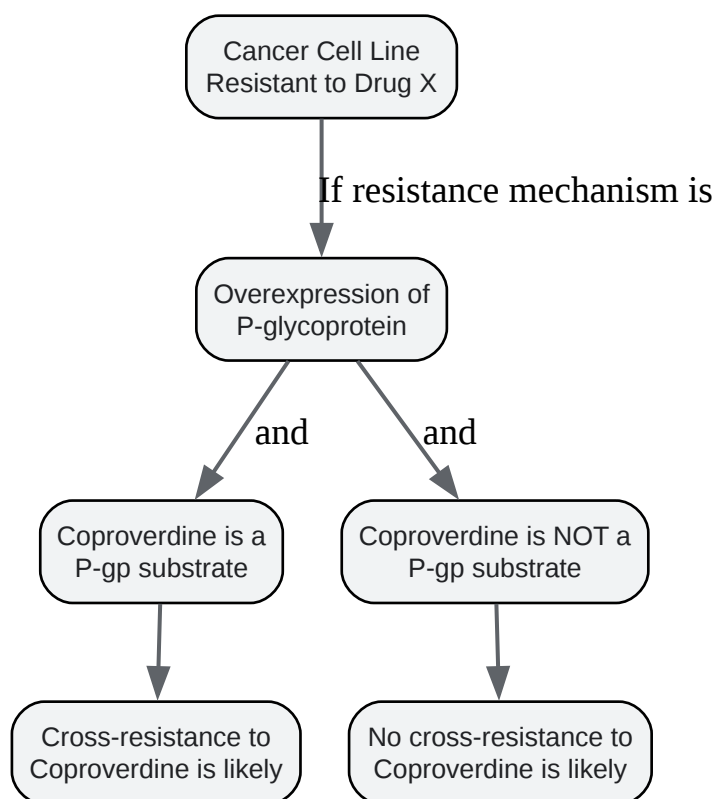 Cancer Cell Line
Resistant to Drug X
If resistance mechanism is
Overexpression of
P-glycoprotein
and
and
Coproverdine is a
P-gp substrate
Coproverdine is NOT a
P-gp substrate
Cross-resistance to
Coproverdine is likely
No cross-resistance to
Coproverdine is likely